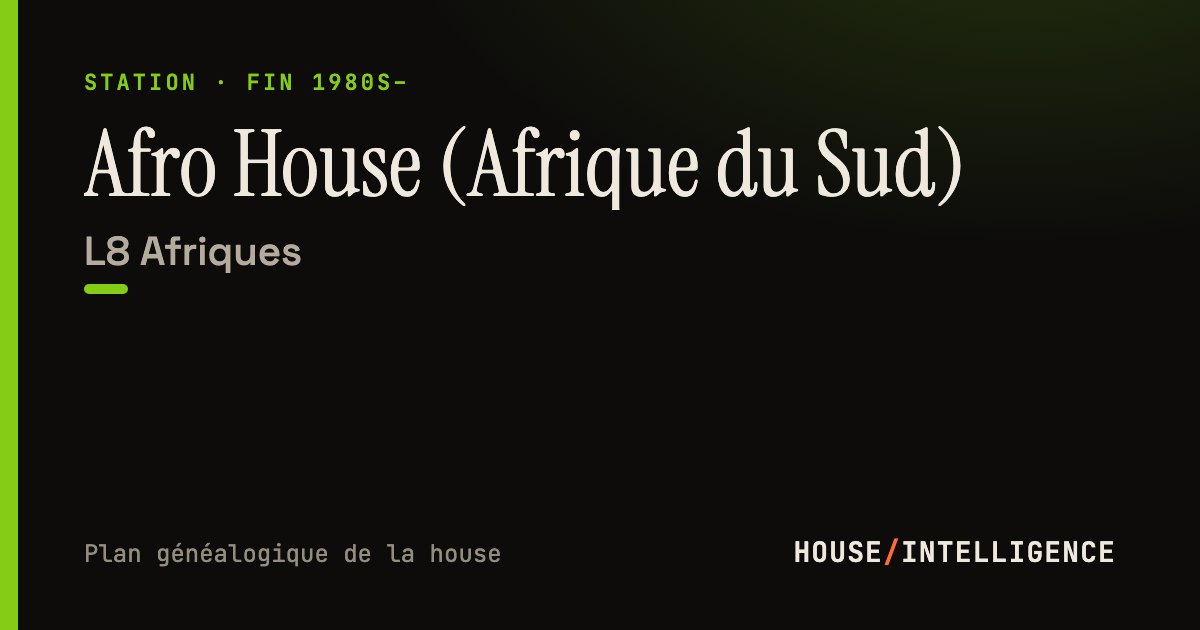 STATION · FIN 1980S–
Afro House (Afrique du Sud)
L8 Afriques
Plan généalogique de la house
HOUSE/INTELLIGENCE